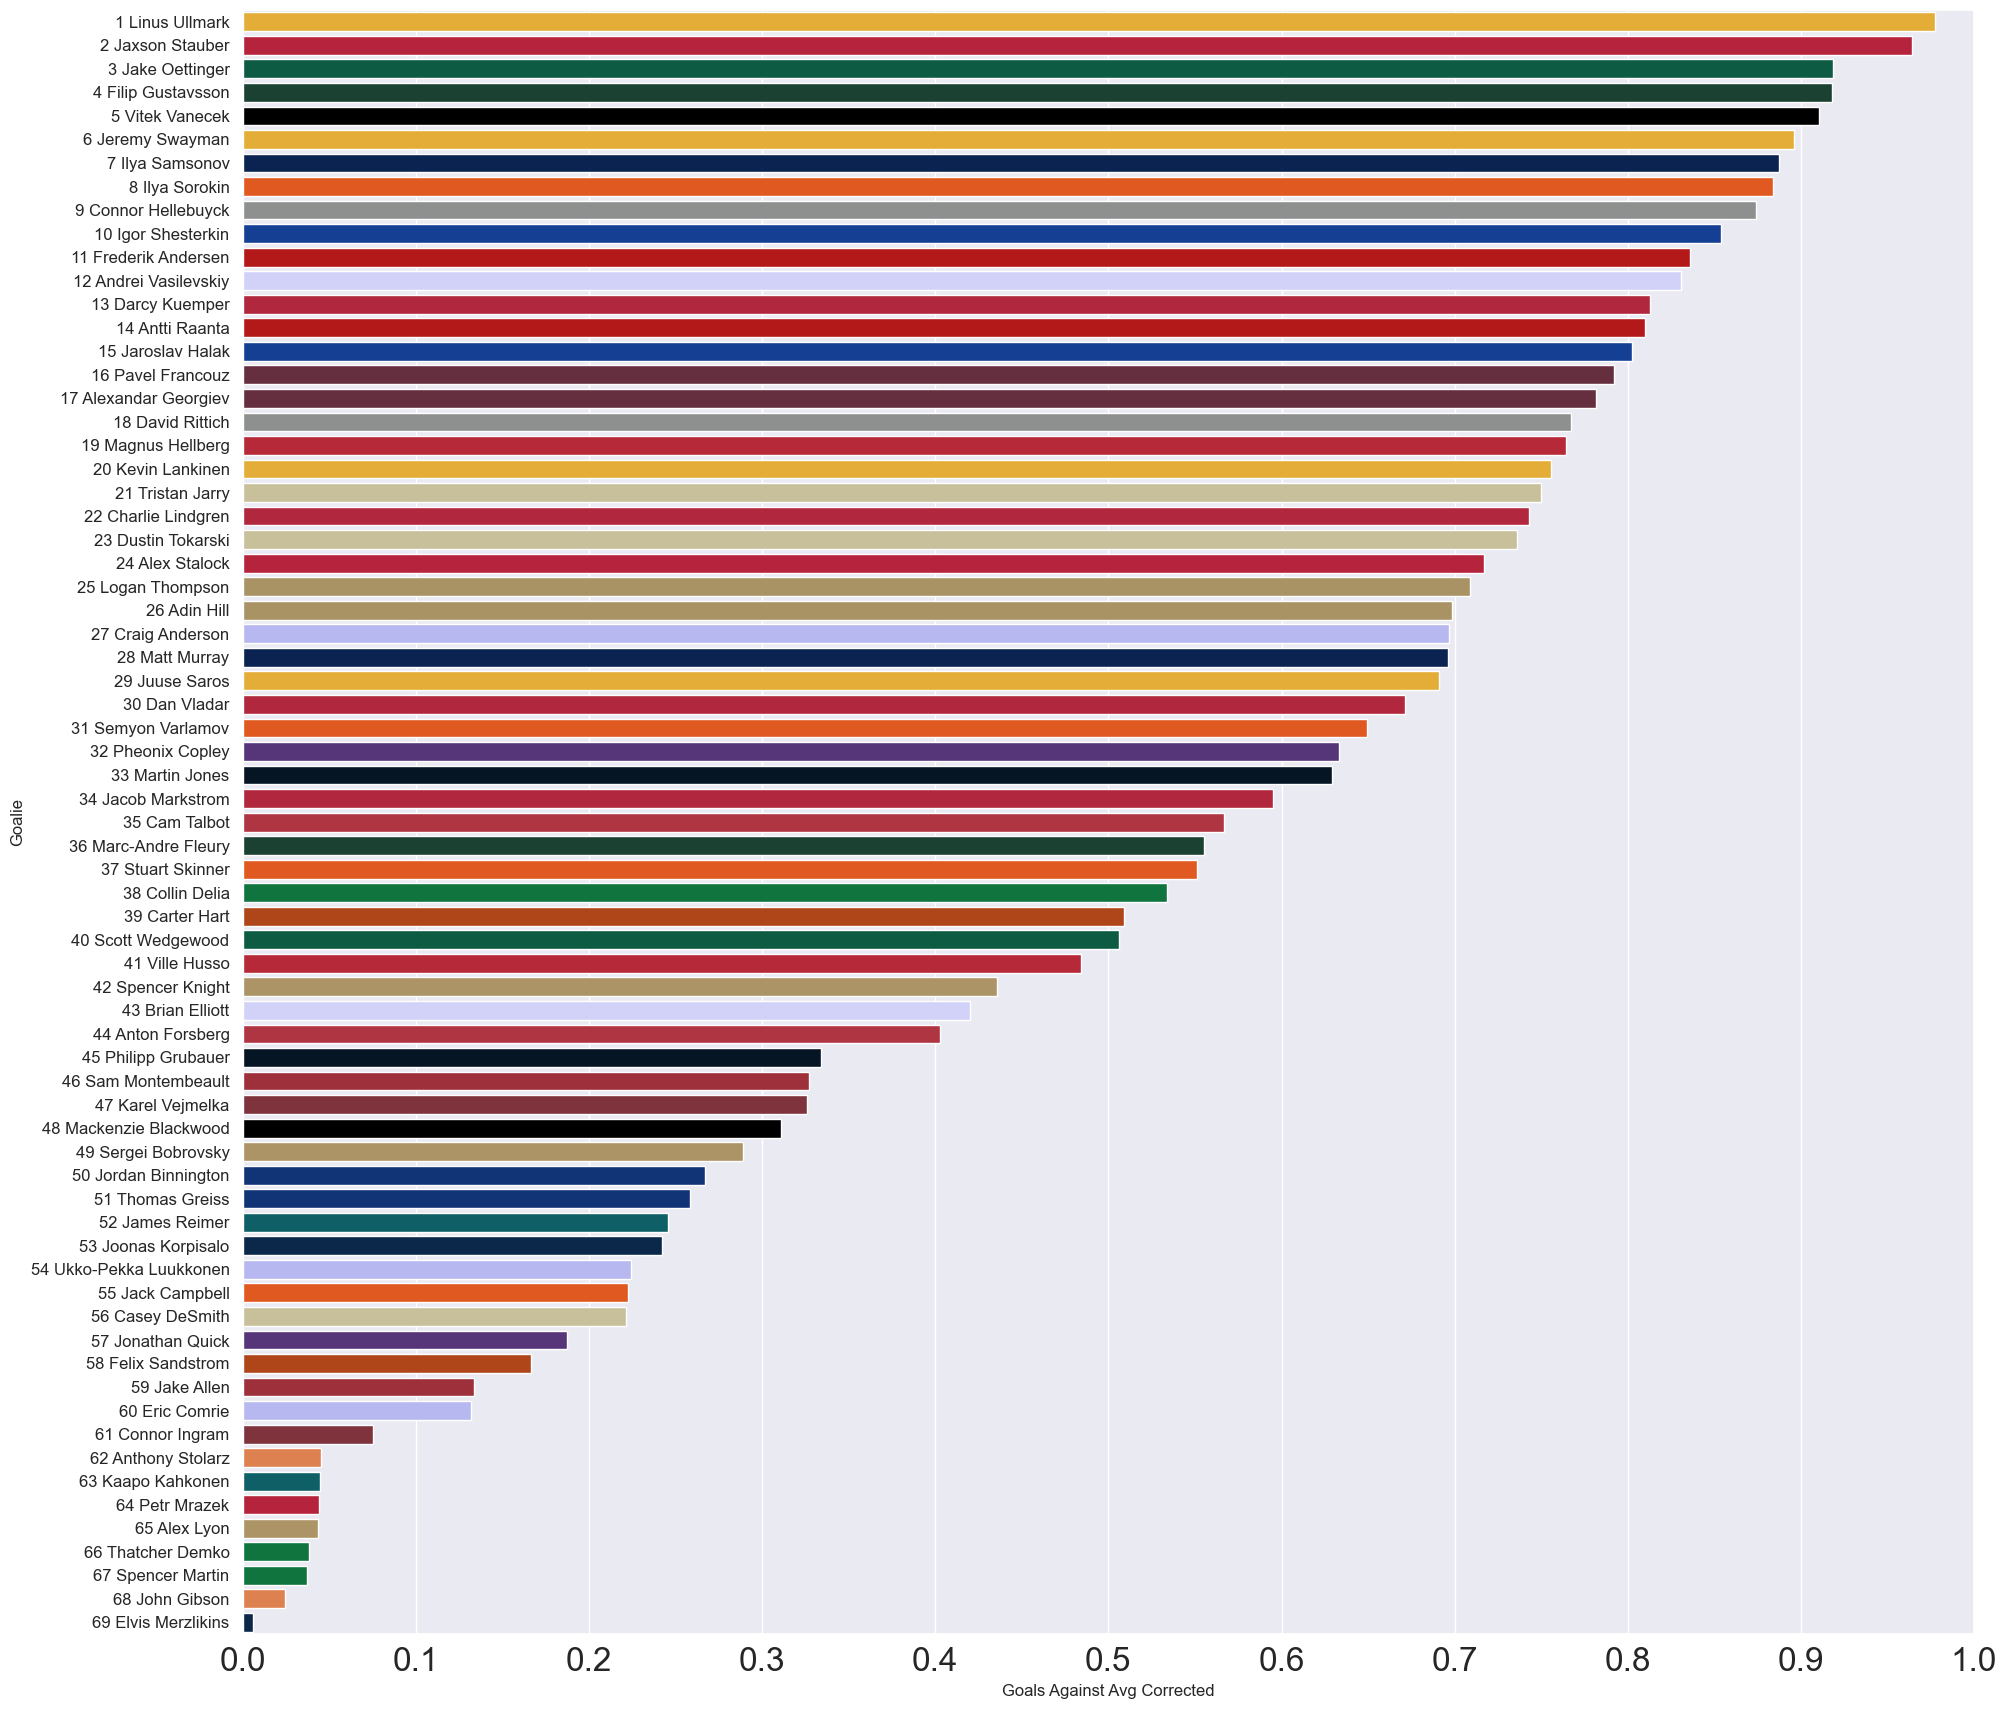 1 Linus Ullmark
2 Jaxson Stauber
3 Jake Oettinger
4 Filip Gustavsson
5 Vitek Vanecek
6 Jeremy Swayman
7 Ilya Samsonov
8 Ilya Sorokin
9 Connor Hellebuyck
10 Igor Shesterkin
11 Frederik Andersen
12 Andrei Vasilevskiy
13 Darcy Kuemper
14 Antti Raanta
15 Jaroslav Halak
16 Pavel Francouz
17 Alexandar Georgiev
18 David Rittich
19 Magnus Hellberg
20 Kevin Lankinen
21 Tristan Jarry
22 Charlie Lindgren
23 Dustin Tokarski
24 Alex Stalock
25 Logan Thompson
26 Adin Hill
27 Craig Anderson
28 Matt Murray
29 Juuse Saros
30 Dan Vladar
31 Semyon Varlamov
32 Pheonix Copley
33 Martin Jones
34 Jacob Markstrom
35 Cam Talbot
36 Marc-Andre Fleury
37 Stuart Skinner
38 Collin Delia
39 Carter Hart
40 Scott Wedgewood
41 Ville Husso
42 Spencer Knight
43 Brian Elliott
44 Anton Forsberg
45 Philipp Grubauer
46 Sam Montembeault
47 Karel Vejmelka
48 Mackenzie Blackwood
49 Sergei Bobrovsky
50 Jordan Binnington
51 Thomas Greiss
52 James Reimer
53 Joonas Korpisalo
54 Ukko-Pekka Luukkonen
55 Jack Campbell
56 Casey DeSmith
57 Jonathan Quick
58 Felix Sandstrom
59 Jake Allen
60 Eric Comrie
61 Connor Ingram
62 Anthony Stolarz
63 Kaapo Kahkonen
64 Petr Mrazek
65 Alex Lyon
66 Thatcher Demko
67 Spencer Martin
68 John Gibson
69 Elvis Merzlikins
Goalie
0.0 0.1 0.2 0.3 0.4 0.5 0.6 0.7 0.8 0.9 1.0
Goals Against Avg Corrected